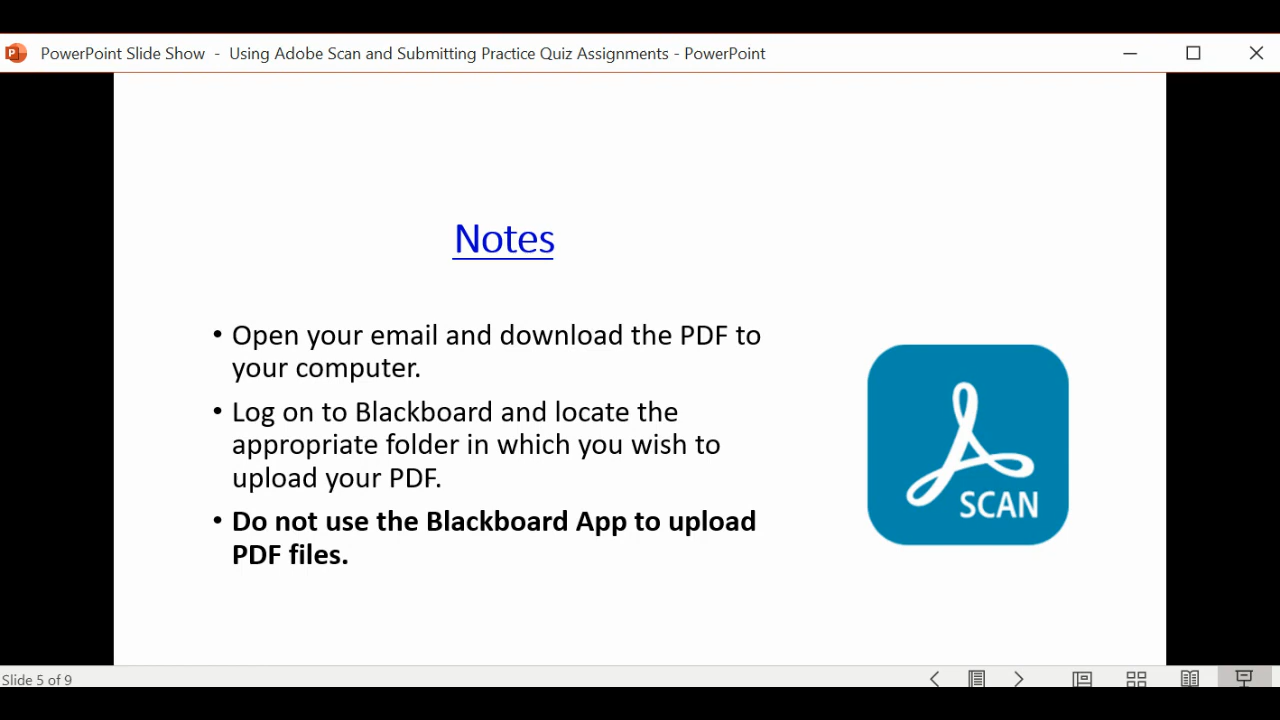 PowerPoint Slide Show - Using Adobe Scan and Submitting Practice Quiz Assignments - PowerPoint
Notes
• Open your email and download the PDF to
your computer.
• Log on to Blackboard and locate the
appropriate folder in which you wish to
upload your PDF.
• Do not use the Blackboard App to upload
PDF files.
SCAN
Slide 5 of 9